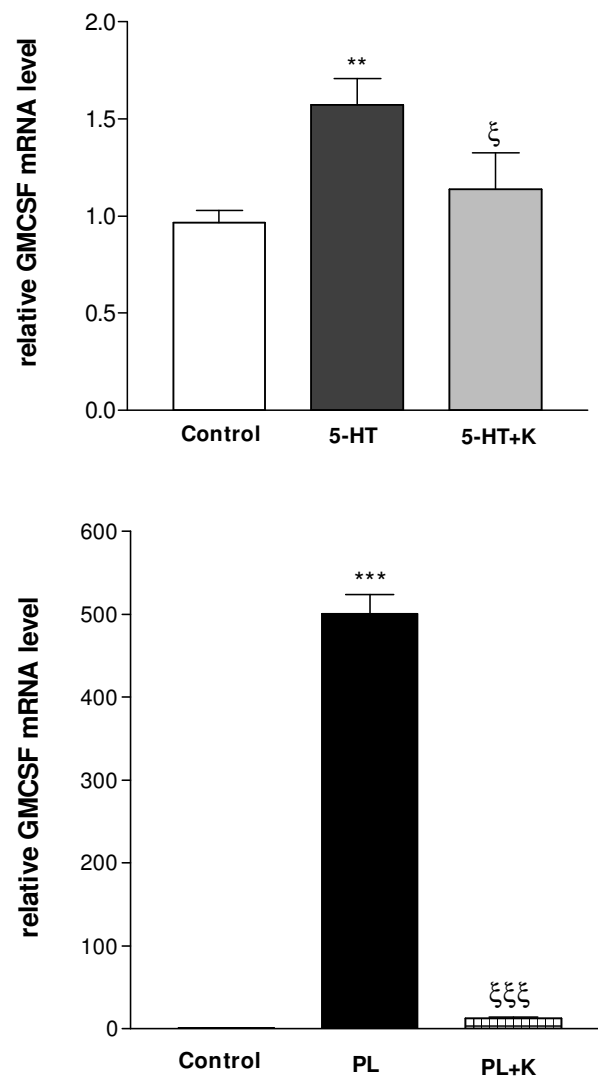 relative GMCSF mRNA level
2.0
1.5
1.0
0.5
0.0
**
ξ
Control 5-HT 5-HT+K
relative GMCSF mRNA level
600
500
400
300
200
100
0
***
ξξξ
Control PL PL+K